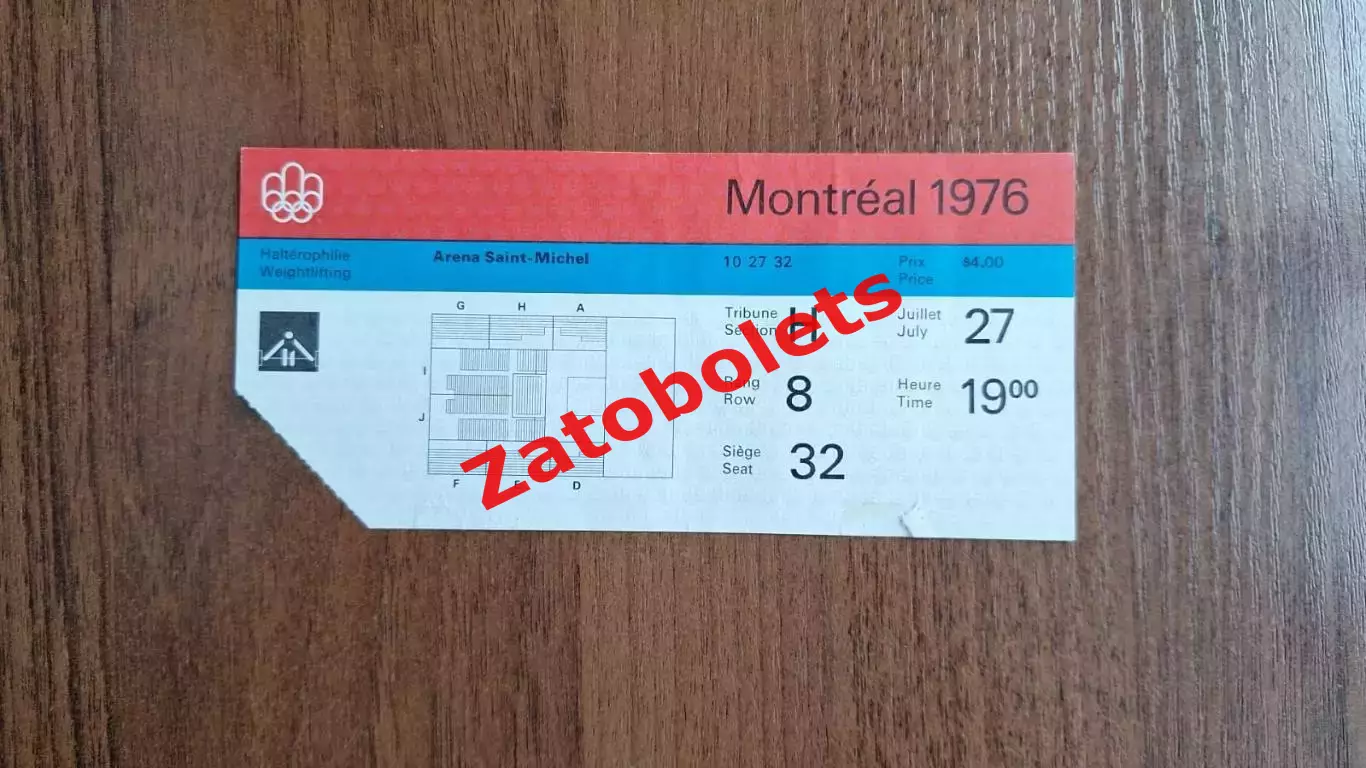 Montréal 1976
Haltérophilie
Weightlifting
Arena Saint-Michel
10 27 32
Prix
Price
$4.00
G H A
I
J
F E D
Tribune
Section
H
Juillet
July
27
Rang
Row
8
Heure
Time
19⁰⁰
Siège
Seat
32
Zatobolets